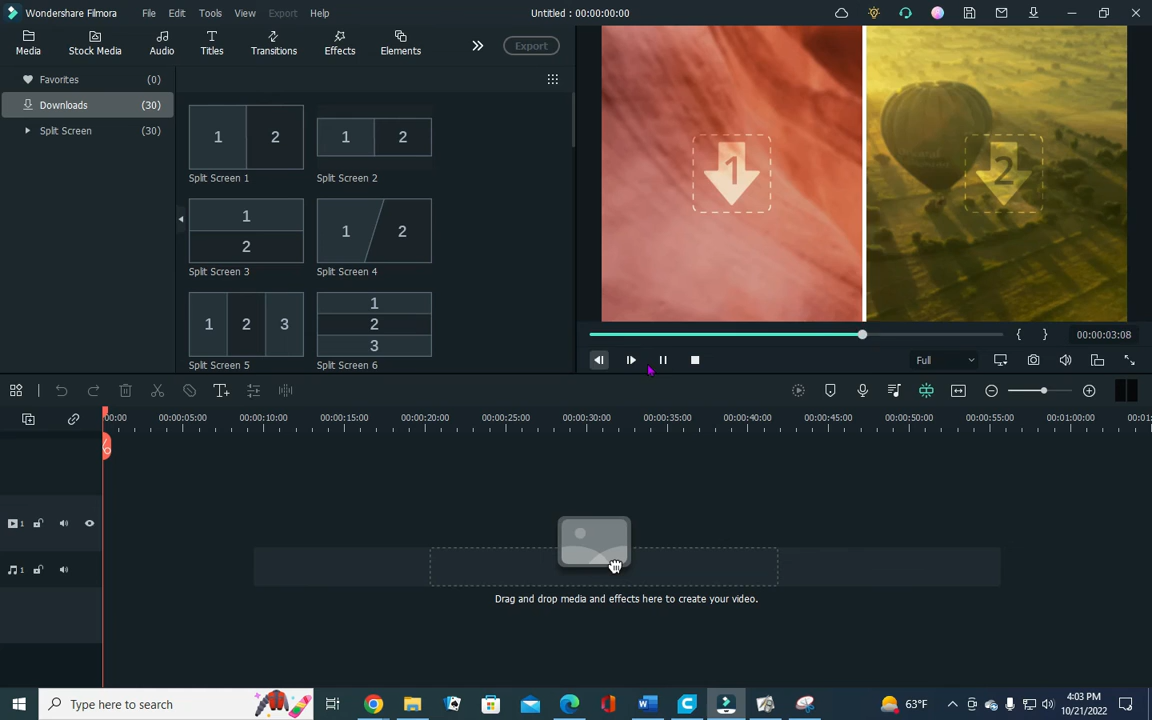 Wondershare Filmora File Edit Tools View Export Help Untitled : 00:00:00:00
Media Stock Media Audio Titles Transitions Effects Elements Export
Favorites (0)
Downloads (30)
Split Screen (30)
1 2
Split Screen 1
1 2
Split Screen 2
1
2
Split Screen 3
1 2
Split Screen 4
1 2 3
Split Screen 5
1
2
3
Split Screen 6
1 2
{ } 00:00:03:08
Full
00:00 00:00:05:00 00:00:10:00 00:00:15:00 00:00:20:00 00:00:25:00 00:00:30:00 00:00:35:00 00:00:40:00 00:00:45:00 00:00:50:00 00:00:55:00 00:01:00:00 00:01:
1
1
Drag and drop media and effects here to create your video.
Type here to search
63°F
4:03 PM
10/21/2022